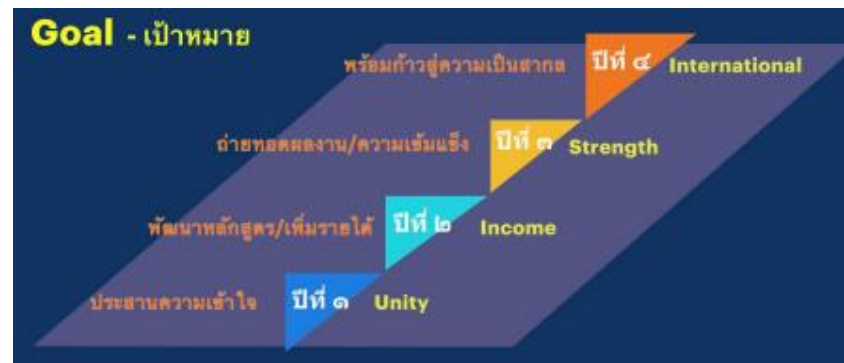 Goal - เป้าหมาย
พร้อมก้าวสู่ความเป็นสากล ปีที่ ๔ International
ถ่ายทอดผลงาน/ความเข้มแข็ง ปีที่ ๓ Strength
พัฒนาหลักสูตร/เพิ่มรายได้ ปีที่ ๒ Income
ประสานความเข้าใจ ปีที่ ๑ Unity